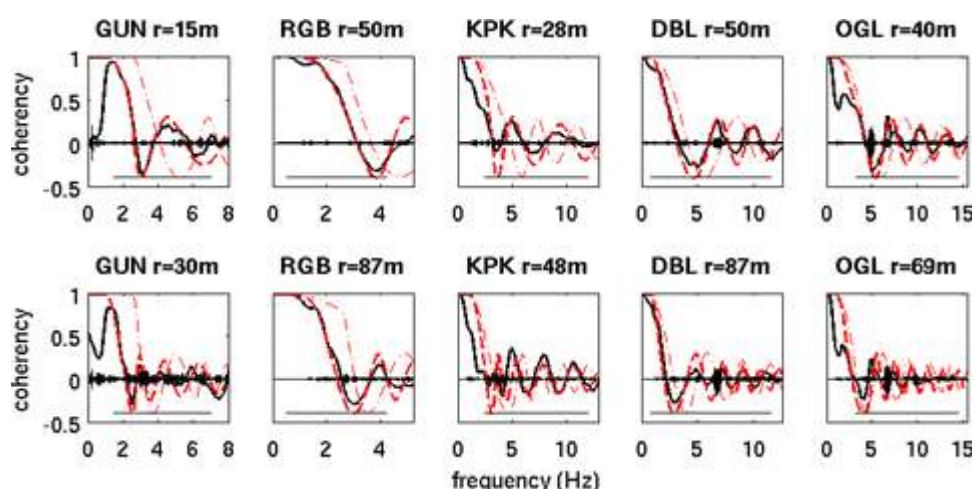 GUN r=15m RGB r=50m KPK r=28m DBL r=50m OGL r=40m
coherency
1
0.5
0
-0.5
0 2 4 6 8 0 2 4 0 5 10 0 5 10 0 5 10 15
GUN r=30m RGB r=87m KPK r=48m DBL r=87m OGL r=69m
coherency
1
0.5
0
-0.5
0 2 4 6 8 0 2 4 0 5 10 0 5 10 0 5 10 15
frequency (Hz)